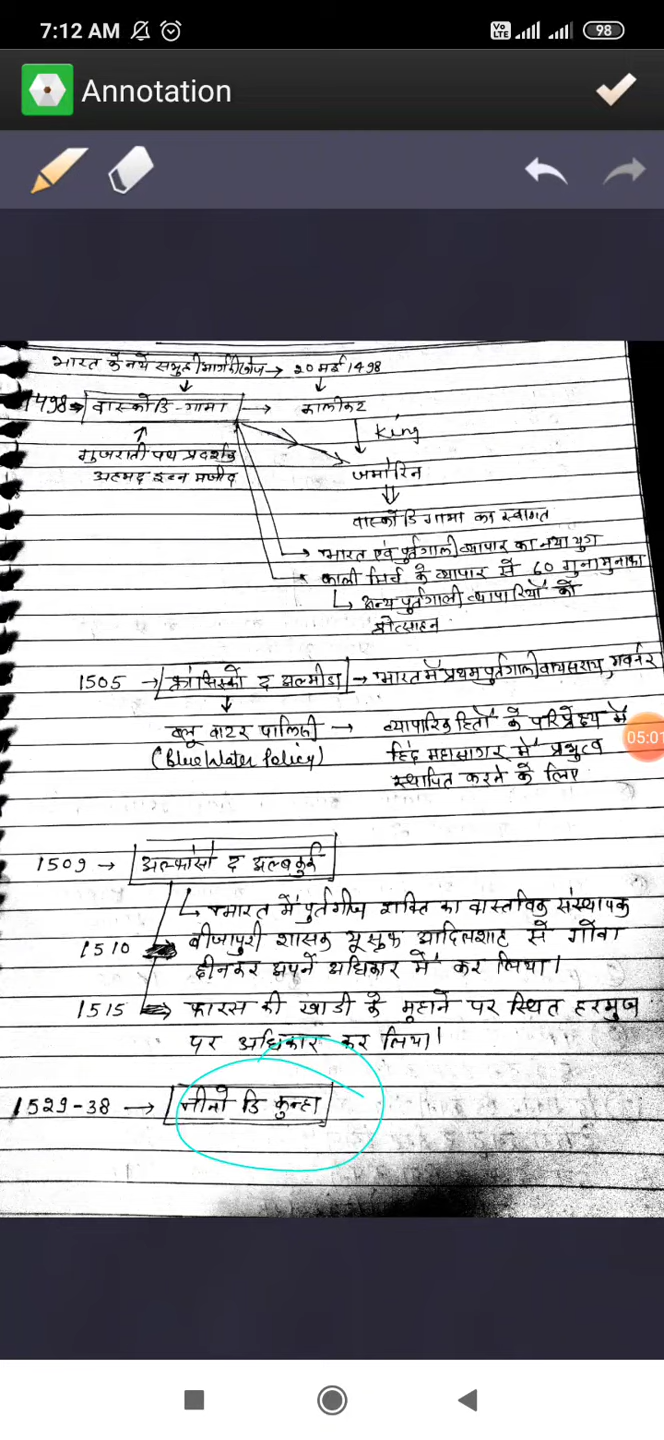 7:12 AM
Vo LTE
98
Annotation
भारत के नये समुद्री मार्ग की खोज → 20 मई 1498
1498 → वास्को डि-गामा → कालीकट
King
गुजराती पथ प्रदर्शक
अहमद इब्न मजीद
जमोरिन
वास्कोडिगामा का स्वागत
भारत एवं पुर्तगाली व्यापार का नया युग
काली मिर्च के व्यापार से 60 गुना मुनाफा
अन्य पुर्तगाली व्यापारियों को
प्रोत्साहन
1505 → फ्रांसिस्को द अल्मीडा → भारत में प्रथम पुर्तगाली वायसराय, गवर्नर
ब्लू वाटर पालिसी → व्यापारिक हितों के परिप्रेक्ष्य में
(Blue Water Policy)
हिंद महासागर में प्रभुत्व
05:01
स्थापित करने के लिए
1509 → अल्फांसो द अल्बकुर्क
भारत में पुर्तगीज शक्ति का वास्तविक संस्थापक
1510 बीजापुरी शासक यूसुफ आदिलशाह से गोवा
छीनकर अपने अधिकार में कर लिया।
1515 → फारस की खाडी के मुहाने पर स्थित हरमुज
पर अधिकार कर लिया।
1529-38 → नीनो डि कुन्हा